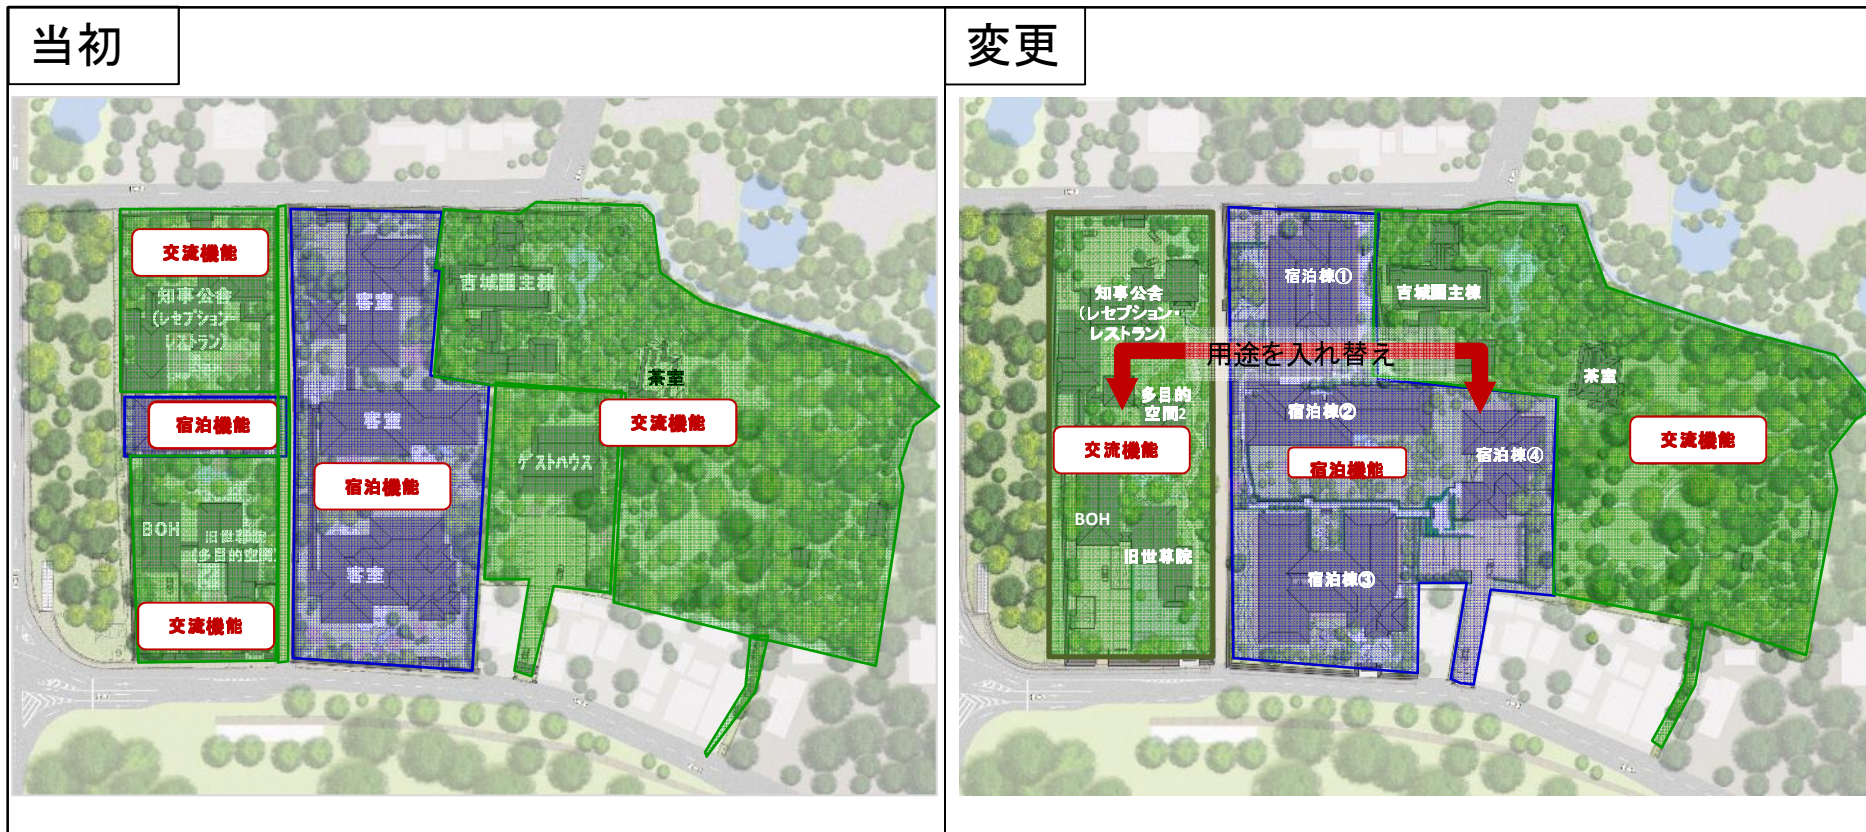 当初
交流機能
知事公舎
(レセプション・
レストラン)
宿泊機能
BOH
旧世尊院
(多目的空間)
交流機能
客室
客室
宿泊機能
客室
吉城園主棟
茶室
交流機能
ゲストハウス
変更
知事公舎
(レセプション・
レストラン)
用途を入れ替え
多目的
空間2
交流機能
BOH
旧世尊院
宿泊棟①
宿泊棟②
宿泊機能
宿泊棟④
宿泊棟③
吉城園主棟
茶室
交流機能